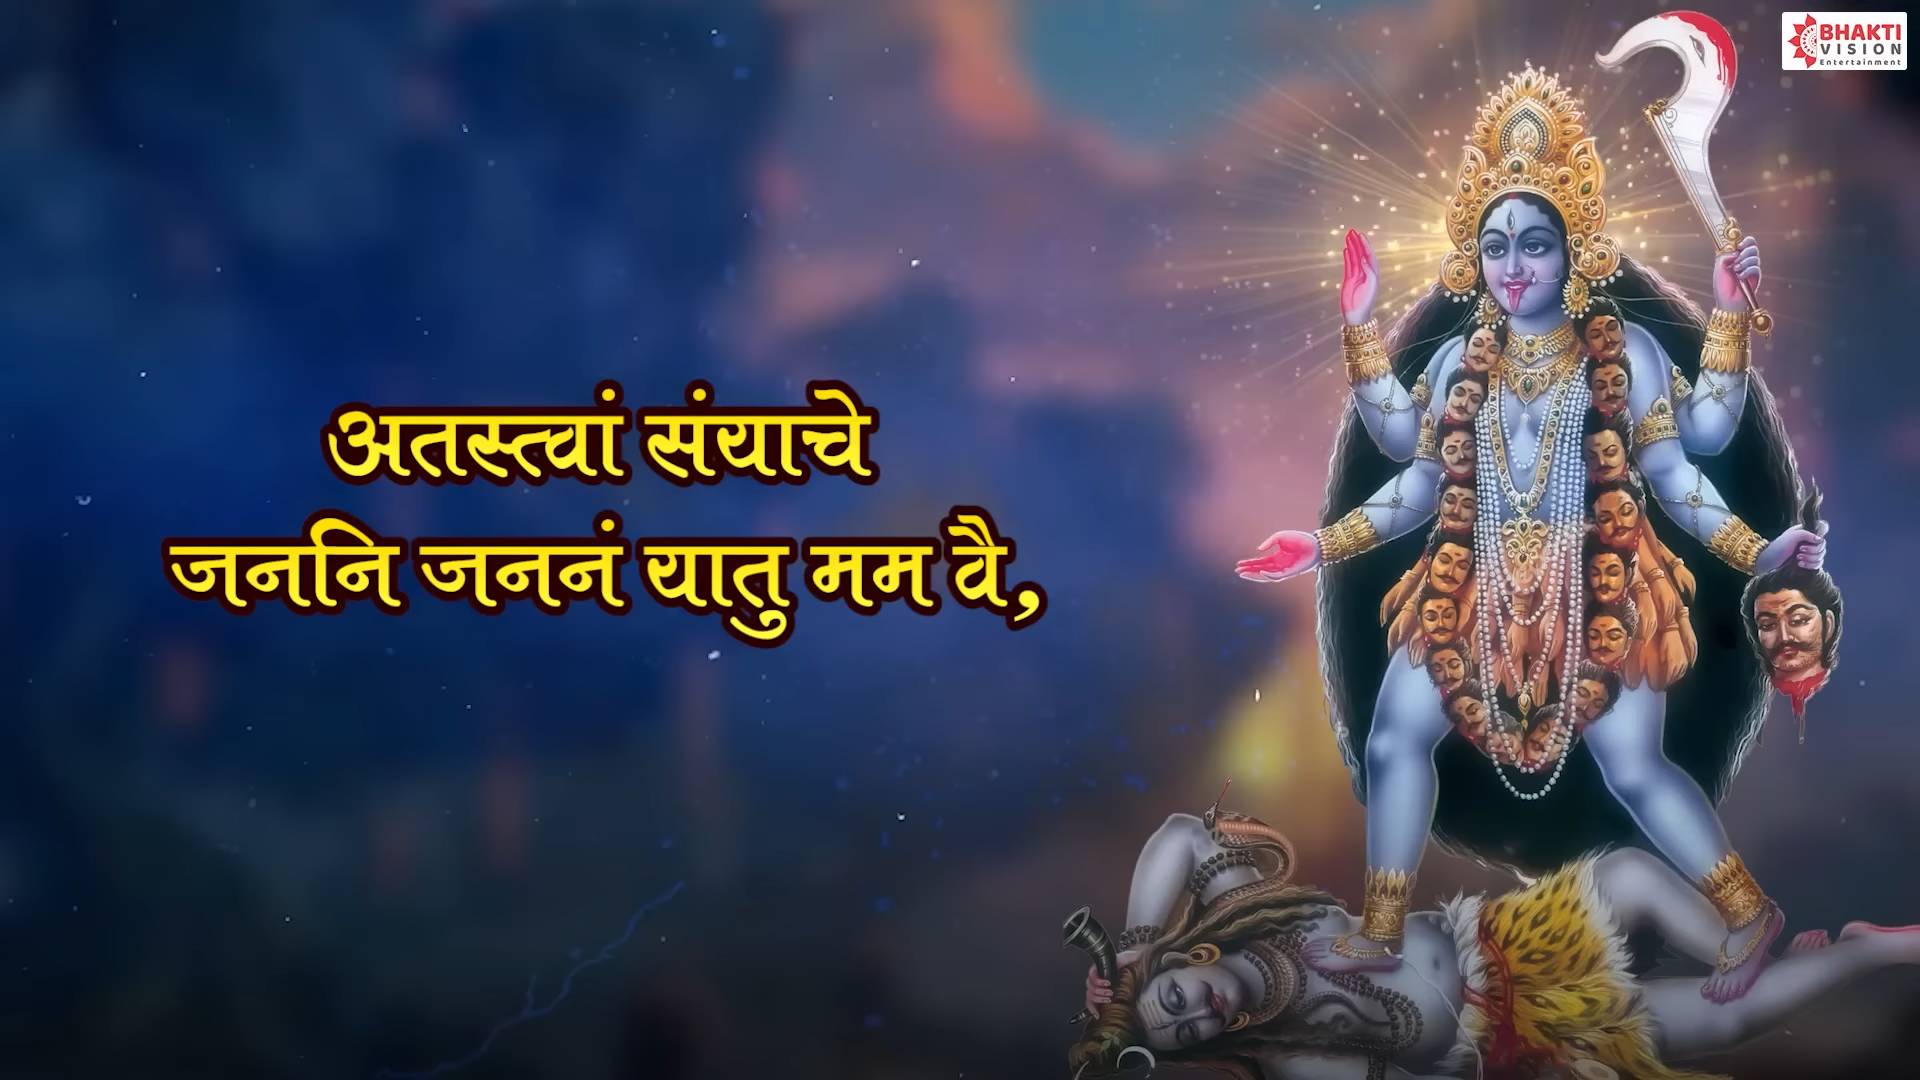 BHAKTI
VISION
Entertainment
अतस्त्वां संयाचे
जननि जननं यातु मम वै,